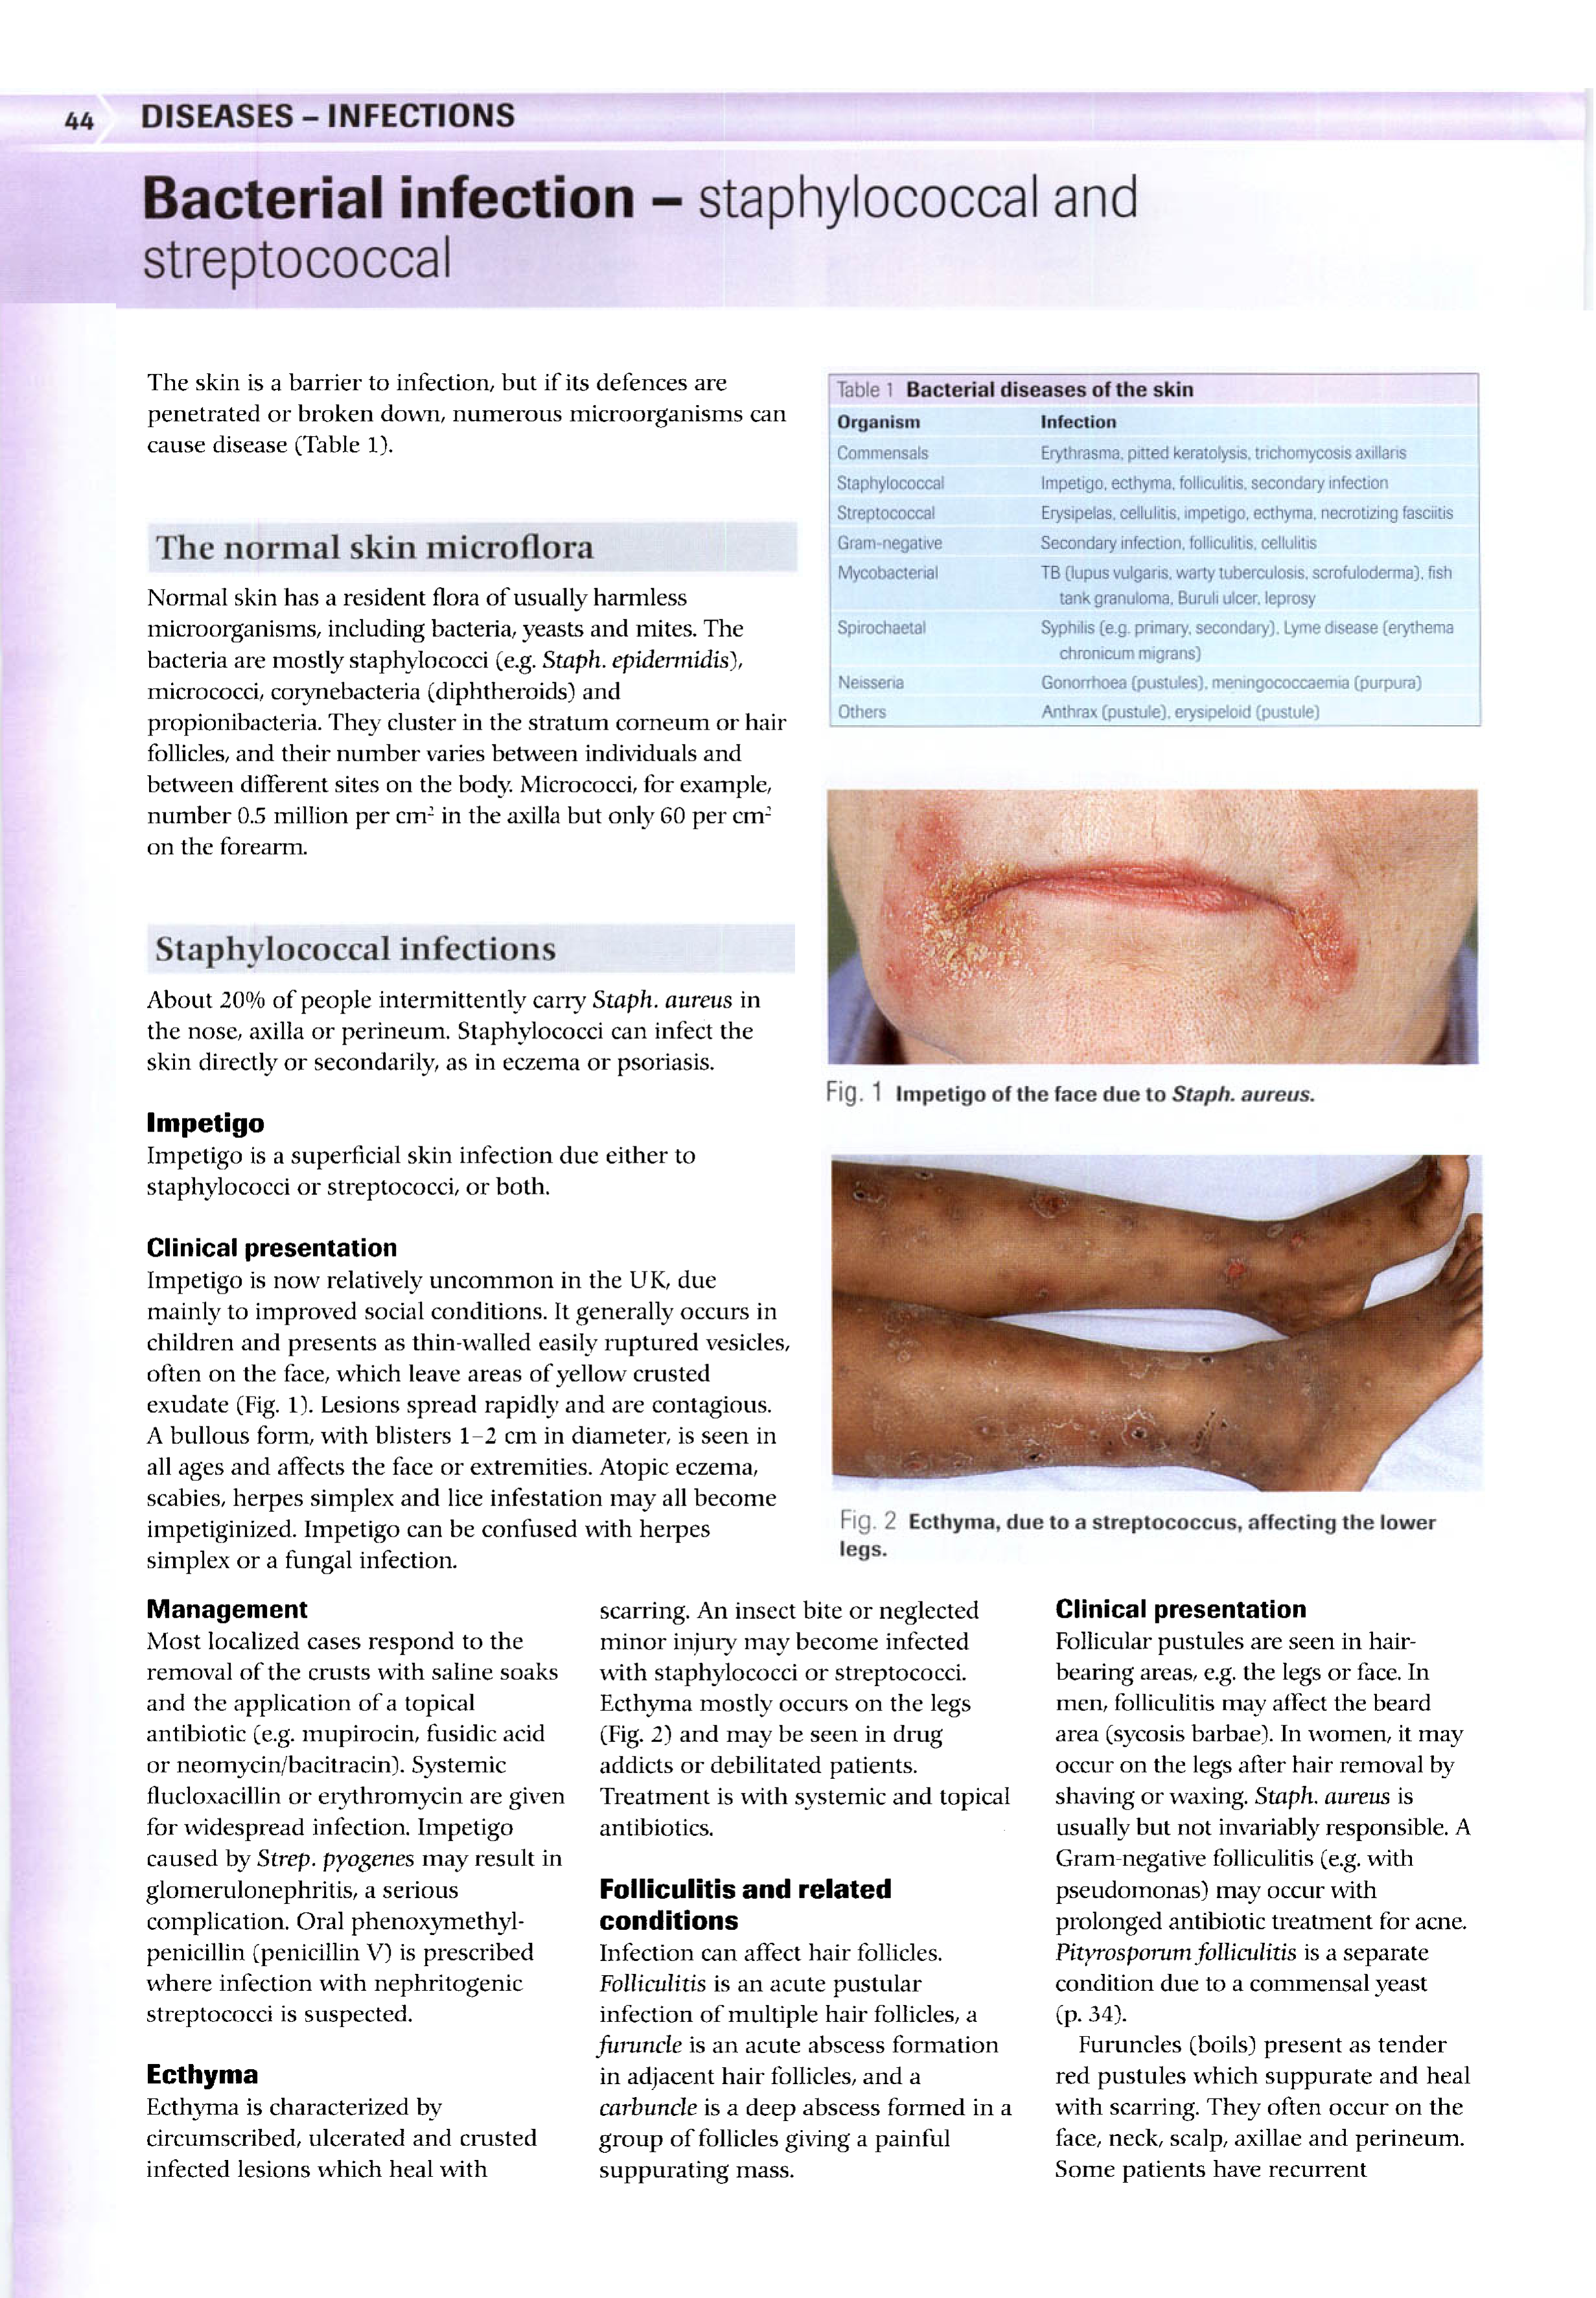 44
DISEASES – INFECTIONS
Bacterial infection – staphylococcal and
streptococcal
The skin is a barrier to infection, but if its defences are
penetrated or broken down, numerous microorganisms can
cause disease (Table 1).
The normal skin microflora
Normal skin has a resident flora of usually harmless
microorganisms, including bacteria, yeasts and mites. The
bacteria are mostly staphylococci (e.g. Staph. epidermidis),
micrococci, corynebacteria (diphtheroids) and
propionibacteria. They cluster in the stratum corneum or hair
follicles, and their number varies between individuals and
between different sites on the body. Micrococci, for example,
number 0.5 million per cm² in the axilla but only 60 per cm²
on the forearm.
Staphylococcal infections
About 20% of people intermittently carry Staph. aureus in
the nose, axilla or perineum. Staphylococci can infect the
skin directly or secondarily, as in eczema or psoriasis.
Impetigo
Impetigo is a superficial skin infection due either to
staphylococci or streptococci, or both.
Clinical presentation
Impetigo is now relatively uncommon in the UK, due
mainly to improved social conditions. It generally occurs in
children and presents as thin-walled easily ruptured vesicles,
often on the face, which leave areas of yellow crusted
exudate (Fig. 1). Lesions spread rapidly and are contagious.
A bullous form, with blisters 1–2 cm in diameter, is seen in
all ages and affects the face or extremities. Atopic eczema,
scabies, herpes simplex and lice infestation may all become
impetiginized. Impetigo can be confused with herpes
simplex or a fungal infection.
Table 1 Bacterial diseases of the skin
Organism Infection
Commensals Erythrasma, pitted keratolysis, trichomycosis axillaris
Staphylococcal Impetigo, ecthyma, folliculitis, secondary infection
Streptococcal Erysipelas, cellulitis, impetigo, ecthyma, necrotizing fasciitis
Gram-negative Secondary infection, folliculitis, cellulitis
Mycobacterial TB (lupus vulgaris, warty tuberculosis, scrofuloderma), fish
tank granuloma, Buruli ulcer, leprosy
Spirochaetal Syphilis (e.g. primary, secondary), Lyme disease (erythema
chronicum migrans)
Neisseria Gonorrhoea (pustules), meningococcaemia (purpura)
Others Anthrax (pustule), erysipeloid (pustule)
Fig. 1 Impetigo of the face due to Staph. aureus.
Fig. 2 Ecthyma, due to a streptococcus, affecting the lower
legs.
Management
Most localized cases respond to the
removal of the crusts with saline soaks
and the application of a topical
antibiotic (e.g. mupirocin, fusidic acid
or neomycin/bacitracin). Systemic
flucloxacillin or erythromycin are given
for widespread infection. Impetigo
caused by Strep. pyogenes may result in
glomerulonephritis, a serious
complication. Oral phenoxymethyl-
penicillin (penicillin V) is prescribed
where infection with nephritogenic
streptococci is suspected.
Ecthyma
Ecthyma is characterized by
circumscribed, ulcerated and crusted
infected lesions which heal with
scarring. An insect bite or neglected
minor injury may become infected
with staphylococci or streptococci.
Ecthyma mostly occurs on the legs
(Fig. 2) and may be seen in drug
addicts or debilitated patients.
Treatment is with systemic and topical
antibiotics.
Folliculitis and related
conditions
Infection can affect hair follicles.
Folliculitis is an acute pustular
infection of multiple hair follicles, a
furuncle is an acute abscess formation
in adjacent hair follicles, and a
carbuncle is a deep abscess formed in a
group of follicles giving a painful
suppurating mass.
Clinical presentation
Follicular pustules are seen in hair-
bearing areas, e.g. the legs or face. In
men, folliculitis may affect the beard
area (sycosis barbae). In women, it may
occur on the legs after hair removal by
shaving or waxing. Staph. aureus is
usually but not invariably responsible. A
Gram-negative folliculitis (e.g. with
pseudomonas) may occur with
prolonged antibiotic treatment for acne.
Pityrosporum folliculitis is a separate
condition due to a commensal yeast
(p. 34).
Furuncles (boils) present as tender
red pustules which suppurate and heal
with scarring. They often occur on the
face, neck, scalp, axillae and perineum.
Some patients have recurrent